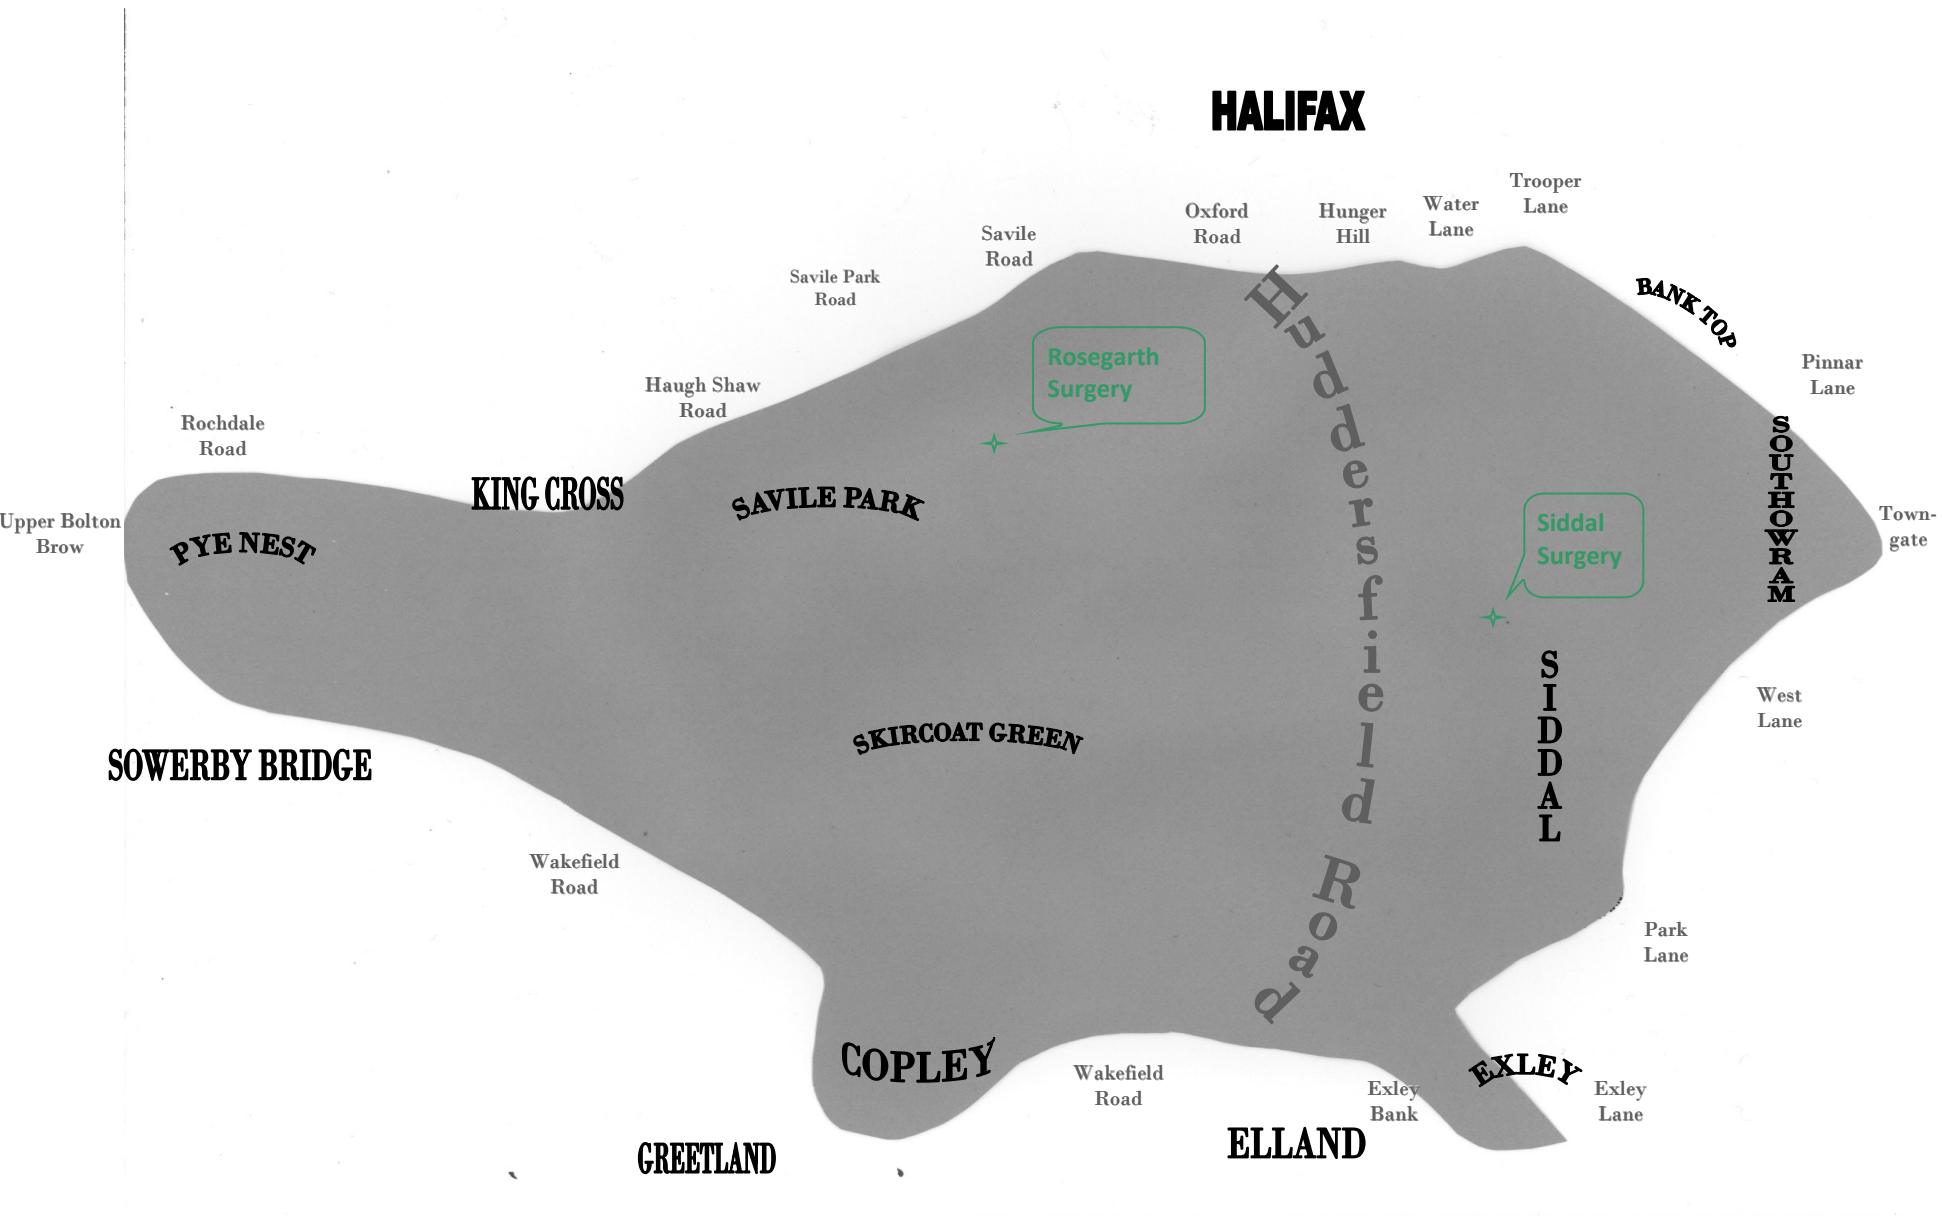 HALIFAX
Trooper
Lane
Water
Lane
Hunger
Hill
Oxford
Road
Savile
Road
Savile Park
Road
BANK TOP
Pinnar
Lane
Huddersfield Road
Rosegarth
Surgery
Haugh Shaw
Road
Rochdale
Road
KING CROSS
SAVILE PARK
SOUTHOWRAM
Siddal
Surgery
Town-
gate
Upper Bolton
Brow
PYE NEST
SIDDAL
West
Lane
SKIRCOAT GREEN
SOWERBY BRIDGE
Wakefield
Road
Park
Lane
COPLEY
Wakefield
Road
EXLEY
Exley
Bank
Exley
Lane
GREETLAND
ELLAND